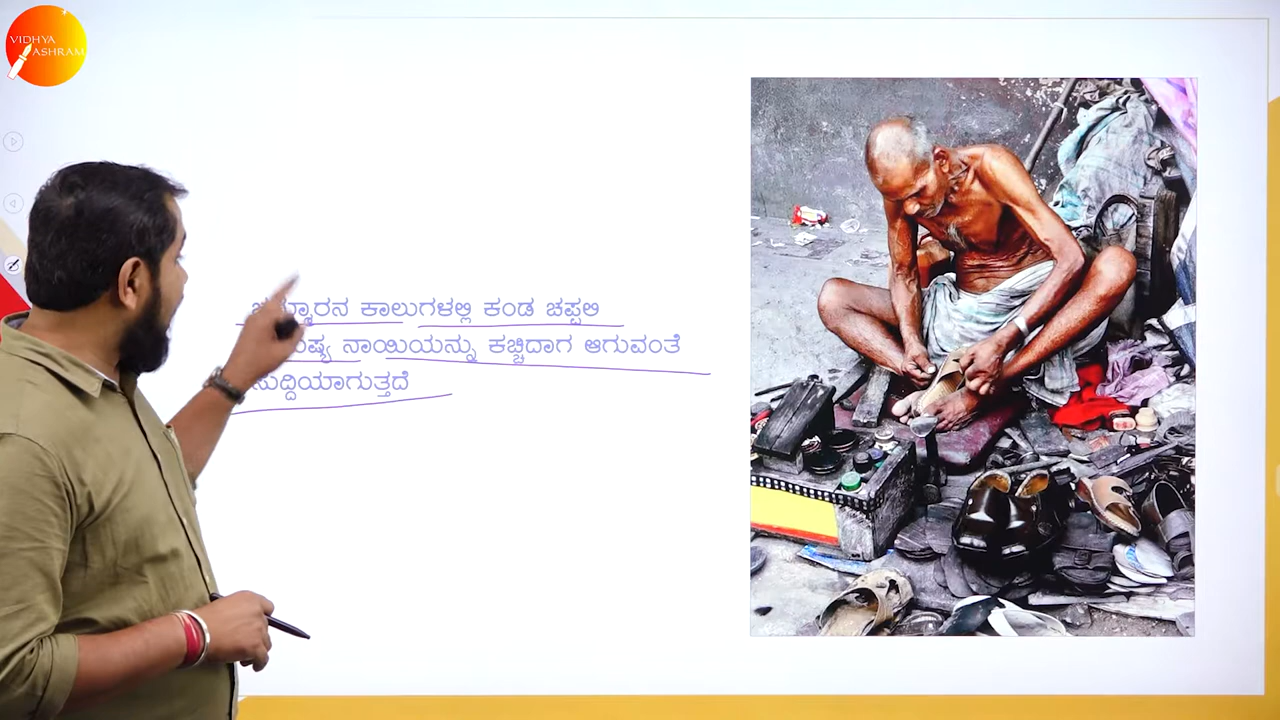 VIDHYA
ASHRAM
ಕಾಲುಗಳಲ್ಲಿ ಕಂಡ ಚಪ್ಪಲಿ
ನಾಯಿಯನ್ನು ಕಚ್ಚಿದಾಗ ಆಗುವಂತೆ
ಸುದ್ದಿಯಾಗುತ್ತದೆ